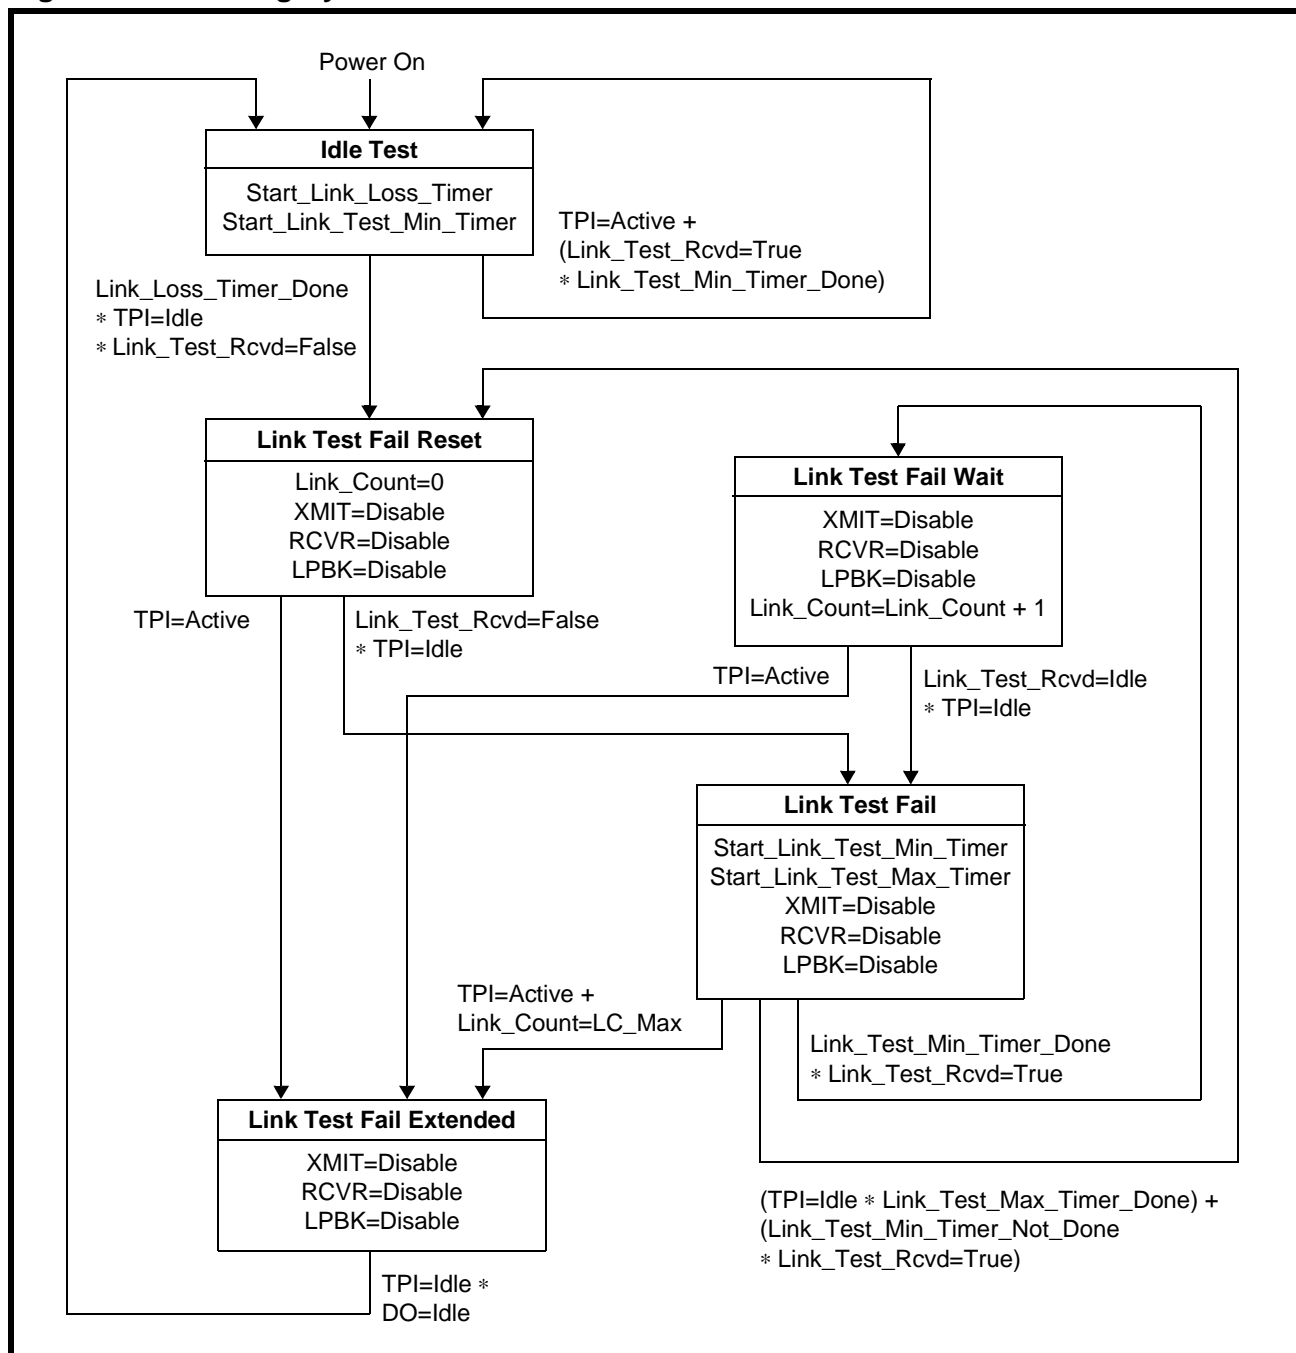 Power On
Idle Test
Start_Link_Loss_Timer
Start_Link_Test_Min_Timer
TPI=Active +
(Link_Test_Rcvd=True
* Link_Test_Min_Timer_Done)
Link_Loss_Timer_Done
* TPI=Idle
* Link_Test_Rcvd=False
Link Test Fail Reset
Link_Count=0
XMIT=Disable
RCVR=Disable
LPBK=Disable
Link Test Fail Wait
XMIT=Disable
RCVR=Disable
LPBK=Disable
Link_Count=Link_Count + 1
TPI=Active
Link_Test_Rcvd=False
* TPI=Idle
TPI=Active
Link_Test_Rcvd=Idle
* TPI=Idle
Link Test Fail
Start_Link_Test_Min_Timer
Start_Link_Test_Max_Timer
XMIT=Disable
RCVR=Disable
LPBK=Disable
TPI=Active +
Link_Count=LC_Max
Link_Test_Min_Timer_Done
* Link_Test_Rcvd=True
Link Test Fail Extended
XMIT=Disable
RCVR=Disable
LPBK=Disable
(TPI=Idle * Link_Test_Max_Timer_Done) +
(Link_Test_Min_Timer_Not_Done
* Link_Test_Rcvd=True)
TPI=Idle *
DO=Idle